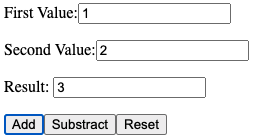 First Value: 1
Second Value: 2
Result: 3
Add Substract Reset